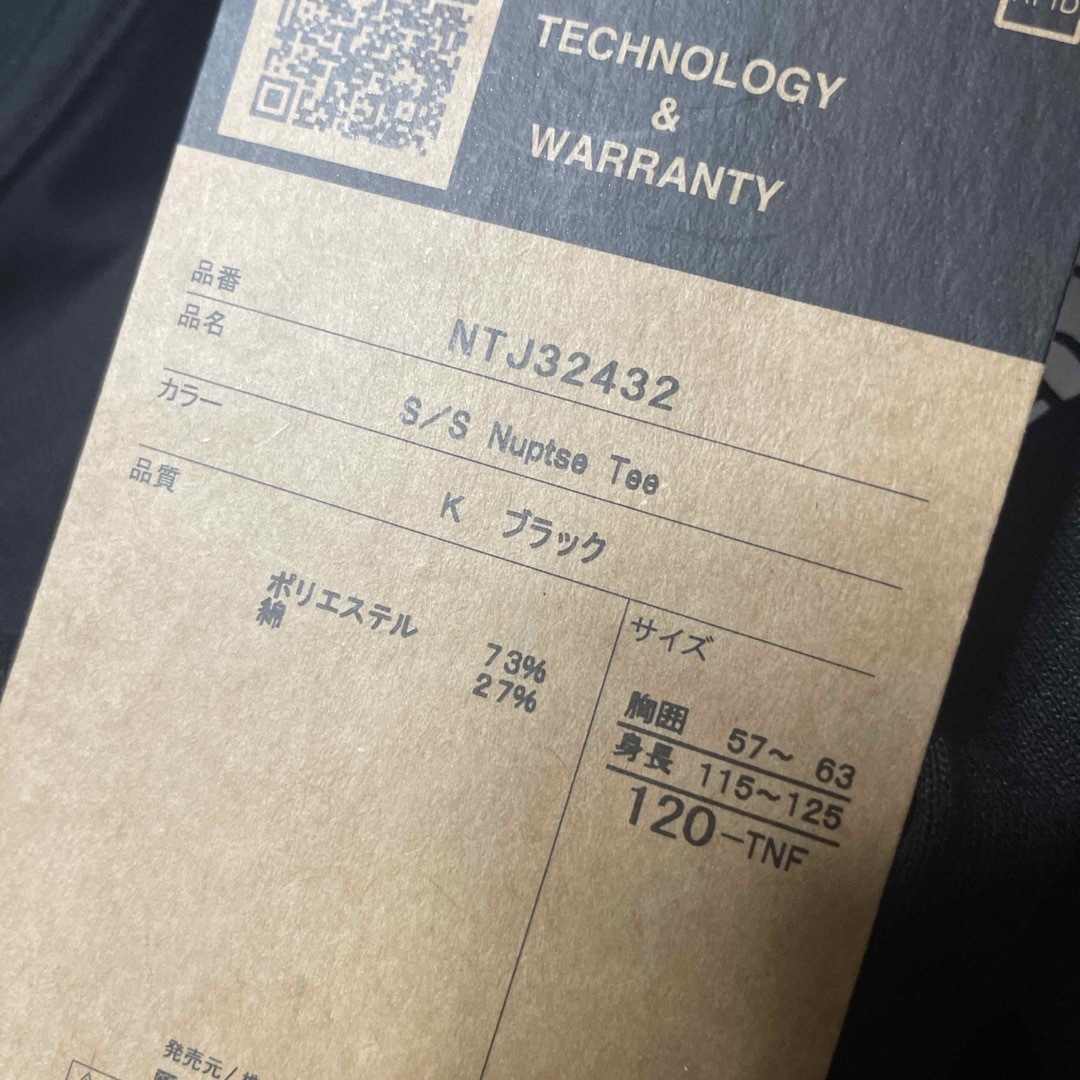 TECHNOLOGY
&
WARRANTY
品番
NTJ32432
品名
S/S Nuptse Tee
カラー
K ブラック
品質
ポリエステル 73%
綿 27%
サイズ
胸囲 57～ 63
身長 115～125
120-TNF
発売元/